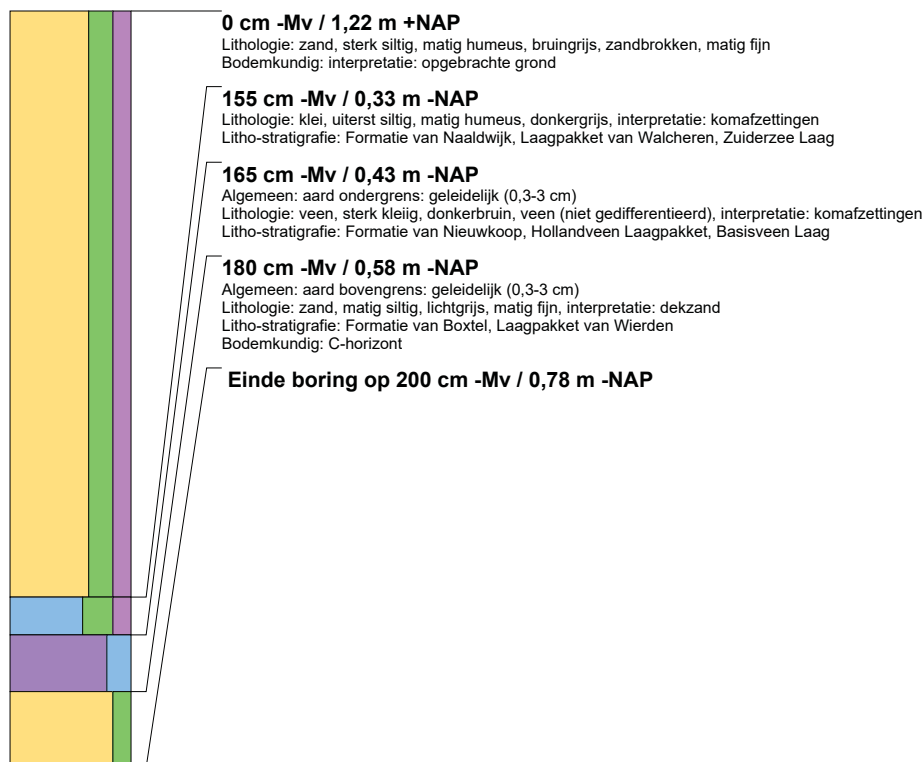 0 cm -Mv / 1,22 m +NAP
Lithologie: zand, sterk siltig, matig humeus, bruingrijs, zandbrokken, matig fijn
Bodemkundig: interpretatie: opgebrachte grond
155 cm -Mv / 0,33 m -NAP
Lithologie: klei, uiterst siltig, matig humeus, donkergrijs, interpretatie: komafzettingen
Litho-stratigrafie: Formatie van Naaldwijk, Laagpakket van Walcheren, Zuiderzee Laag
165 cm -Mv / 0,43 m -NAP
Algemeen: aard ondergrens: geleidelijk (0,3-3 cm)
Lithologie: veen, sterk kleiig, donkerbruin, veen (niet gedifferentieerd), interpretatie: komafzettingen
Litho-stratigrafie: Formatie van Nieuwkoop, Hollandveen Laagpakket, Basisveen Laag
180 cm -Mv / 0,58 m -NAP
Algemeen: aard bovengrens: geleidelijk (0,3-3 cm)
Lithologie: zand, matig siltig, lichtgrijs, matig fijn, interpretatie: dekzand
Litho-stratigrafie: Formatie van Boxtel, Laagpakket van Wierden
Bodemkundig: C-horizont
Einde boring op 200 cm -Mv / 0,78 m -NAP